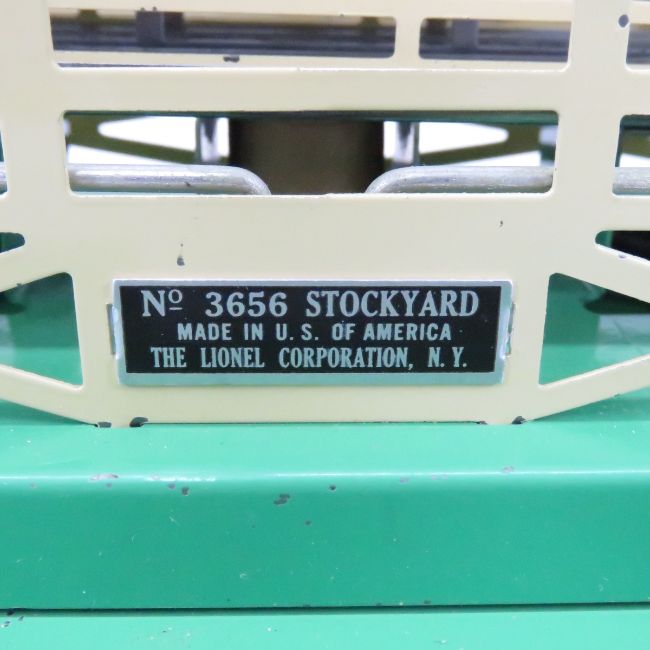 Nº 3656 STOCKYARD
MADE IN U. S. OF AMERICA
THE LIONEL CORPORATION, N. Y.